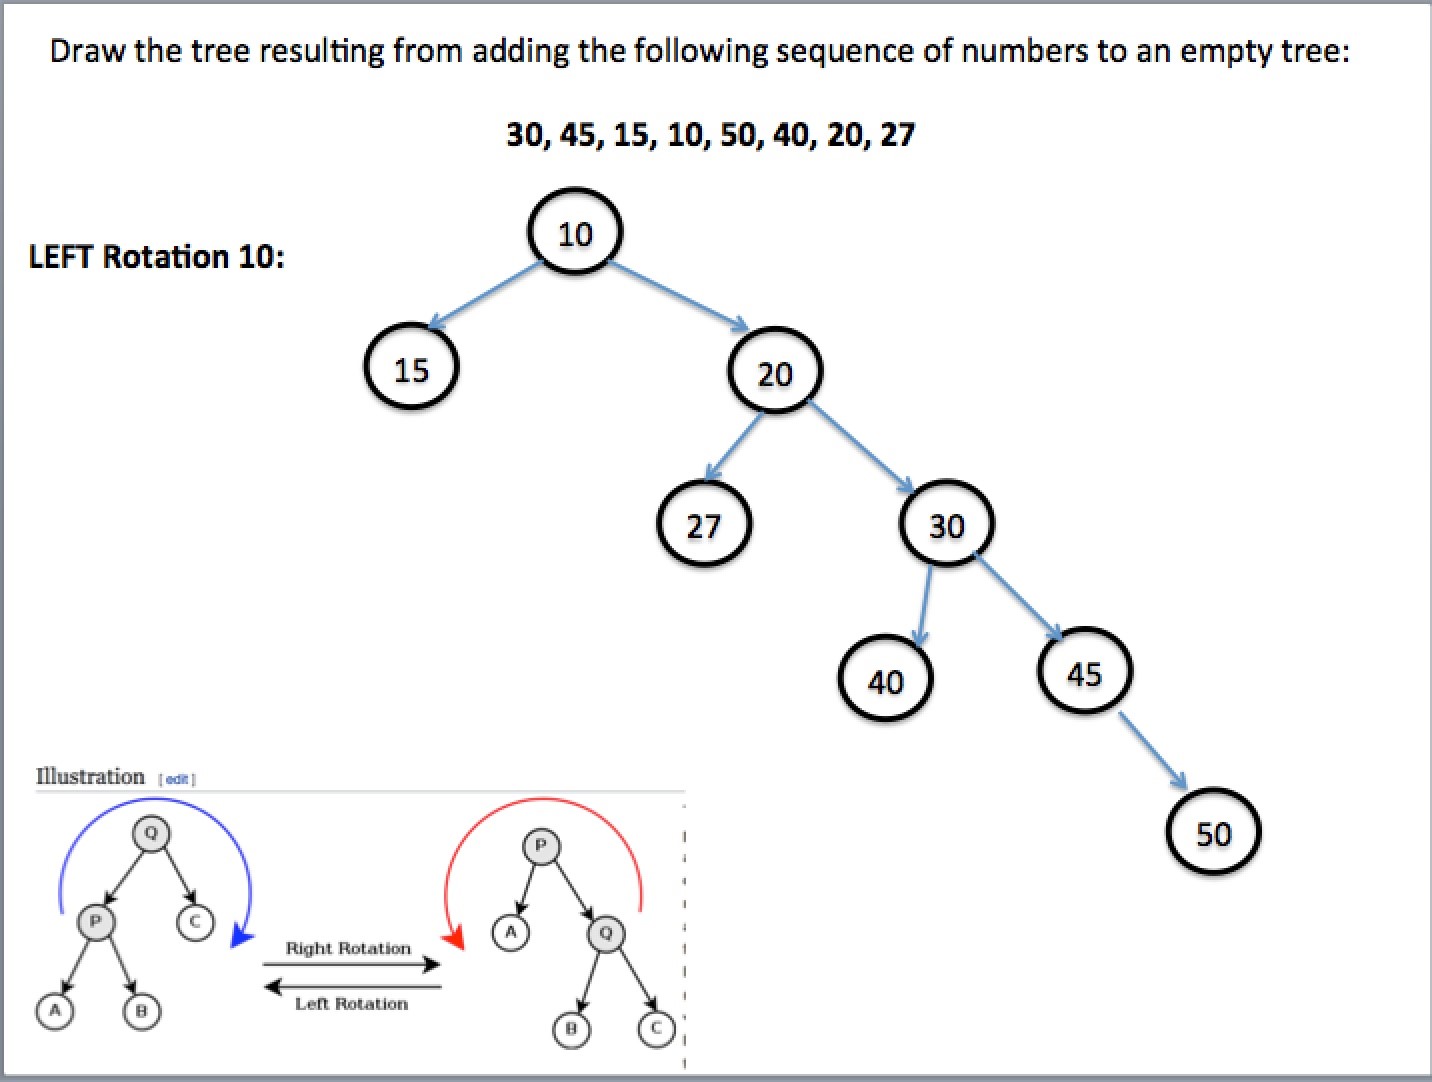 Draw the tree resulting from adding the following sequence of numbers to an empty tree:
30, 45, 15, 10, 50, 40, 20, 27
10
LEFT Rotation 10:
15
20
27
30
40
45
50
Illustration [edit]
Q
P
C
A
B
Right Rotation
Left Rotation
P
A
Q
B
C